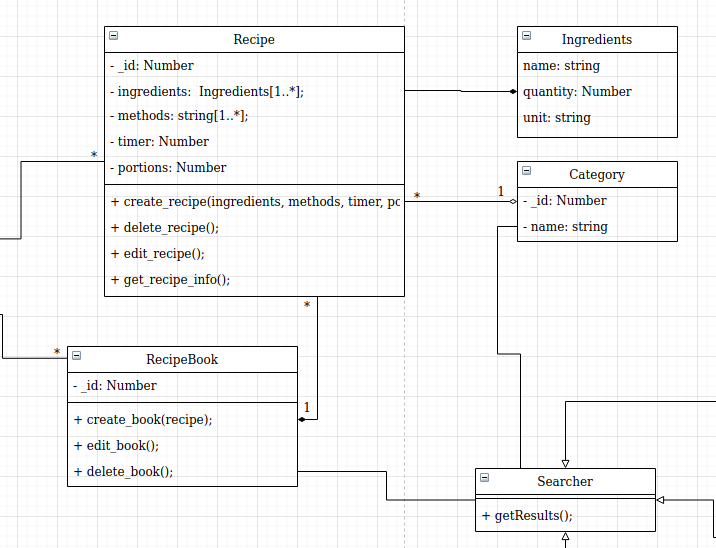 Recipe
- _id: Number
- ingredients:  Ingredients[1..*];
- methods: string[1..*];
- timer: Number
- portions: Number
+ create_recipe(ingredients, methods, timer, pc
+ delete_recipe();
+ edit_recipe();
+ get_recipe_info();
Ingredients
name: string
quantity: Number
unit: string
Category
- _id: Number
- name: string
*
*
1
*
1
*
RecipeBook
- _id: Number
+ create_book(recipe);
+ edit_book();
+ delete_book();
Searcher
+ getResults();